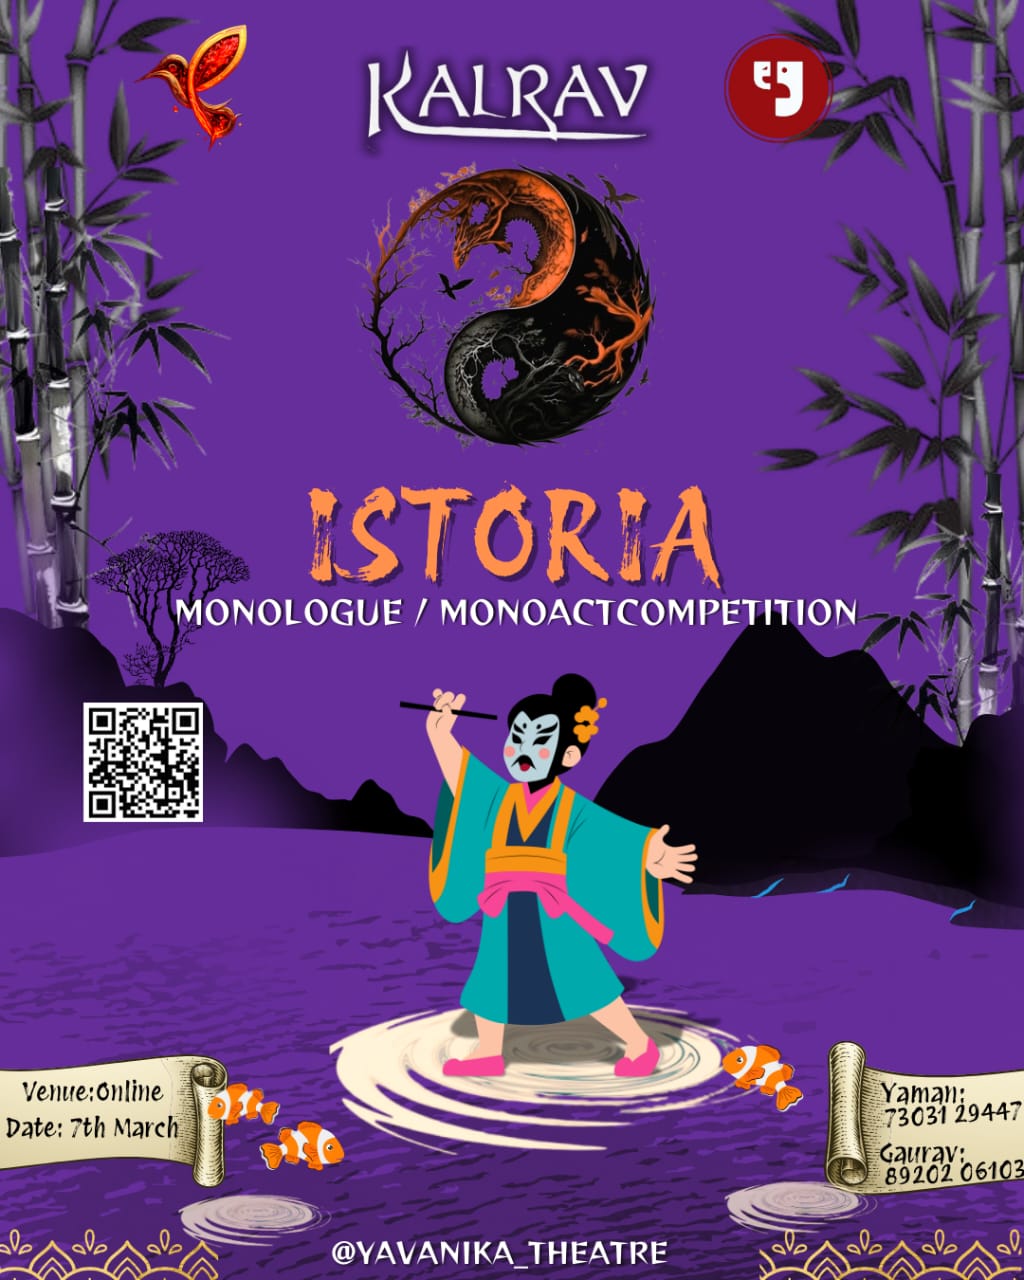 KALRAV
ISTORIA
MONOLOGUE / MONOACTCOMPETITION
Venue:Online
Date: 7th March
Yaman:
73031 29447
Gaurav:
89202 06103
@YAVANIKA_THEATRE